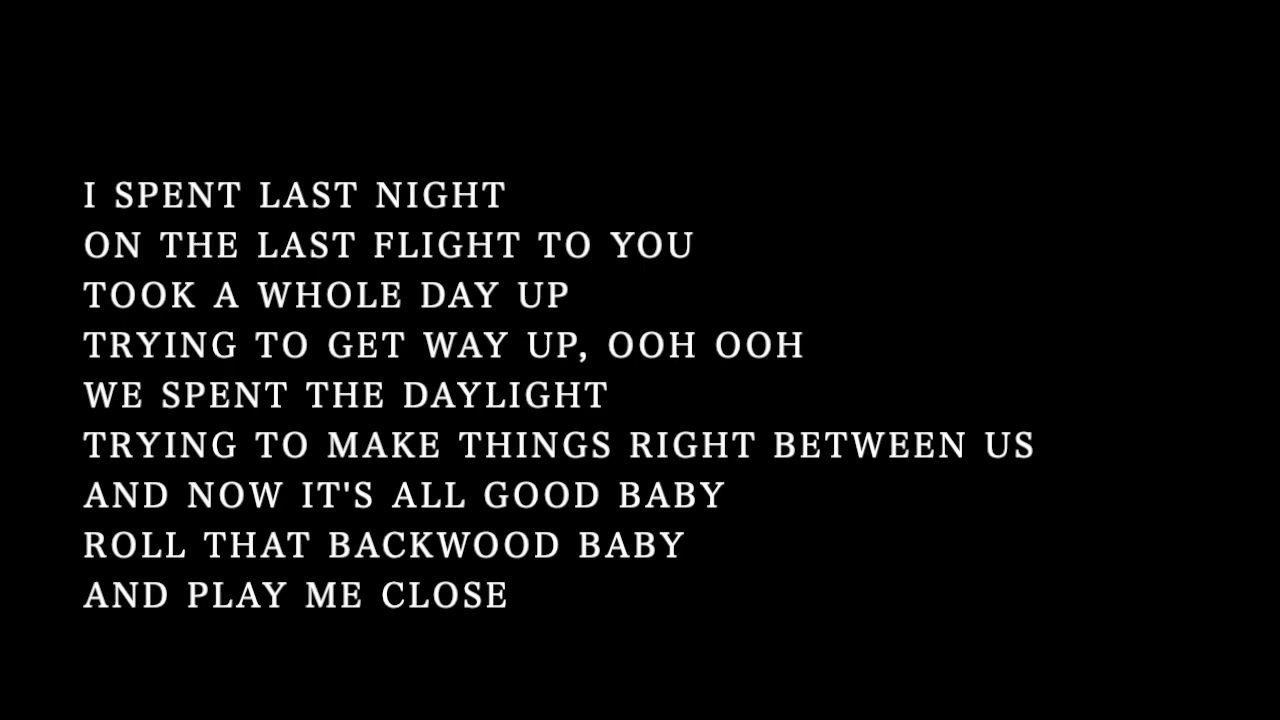 I SPENT LAST NIGHT
ON THE LAST FLIGHT TO YOU
TOOK A WHOLE DAY UP
TRYING TO GET WAY UP, OOH OOH
WE SPENT THE DAYLIGHT
TRYING TO MAKE THINGS RIGHT BETWEEN US
AND NOW IT'S ALL GOOD BABY
ROLL THAT BACKWOOD BABY
AND PLAY ME CLOSE